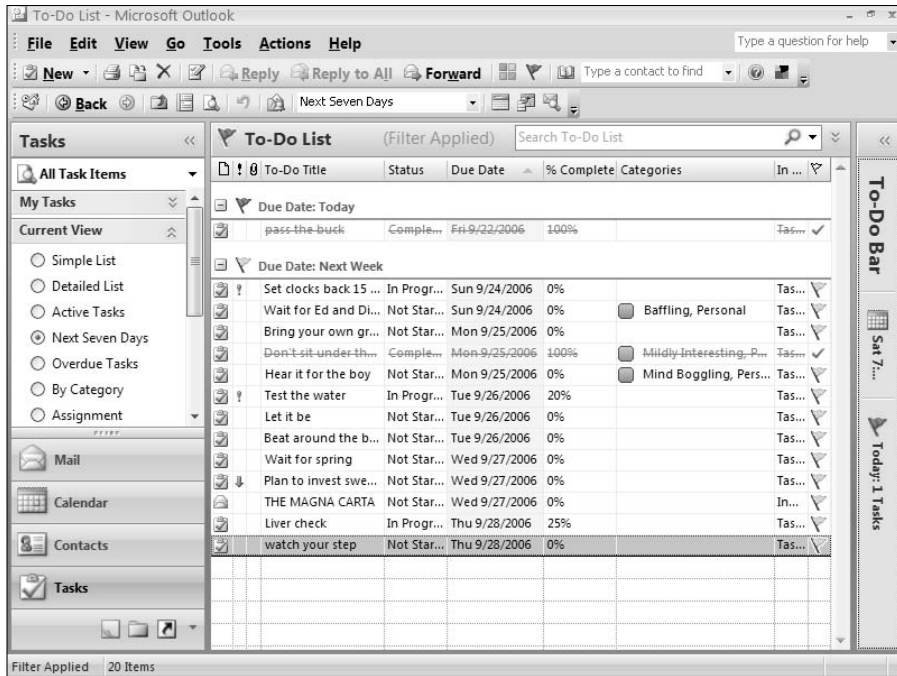 To-Do List - Microsoft Outlook
File Edit View Go Tools Actions Help Type a question for help
New Reply Reply to All Forward Type a contact to find
Back Next Seven Days
Tasks
All Task Items
My Tasks
Current View
Simple List
Detailed List
Active Tasks
Next Seven Days
Overdue Tasks
By Category
Assignment
Mail
Calendar
Contacts
Tasks
To-Do List (Filter Applied) Search To-Do List
! To-Do Title Status Due Date % Complete Categories In ...
Due Date: Today
pass the buck Comple... Fri 9/22/2006 100% Tas...
Due Date: Next Week
Set clocks back 15 ... In Progr... Sun 9/24/2006 0% Tas...
Wait for Ed and Di... Not Star... Sun 9/24/2006 0% Baffling, Personal Tas...
Bring your own gr... Not Star... Mon 9/25/2006 0% Tas...
Don't sit under th... Comple... Mon 9/25/2006 100% Mildly Interesting, P... Tas...
Hear it for the boy Not Star... Mon 9/25/2006 0% Mind Boggling, Pers... Tas...
Test the water In Progr... Tue 9/26/2006 20% Tas...
Let it be Not Star... Tue 9/26/2006 0% Tas...
Beat around the b... Not Star... Tue 9/26/2006 0% Tas...
Wait for spring Not Star... Wed 9/27/2006 0% Tas...
Plan to invest swe... Not Star... Wed 9/27/2006 0% Tas...
THE MAGNA CARTA Not Star... Wed 9/27/2006 0% In...
Liver check In Progr... Thu 9/28/2006 25% Tas...
watch your step Not Star... Thu 9/28/2006 0% Tas...
To-Do Bar
Sat 7:...
Today: 1 Tasks
Filter Applied 20 Items